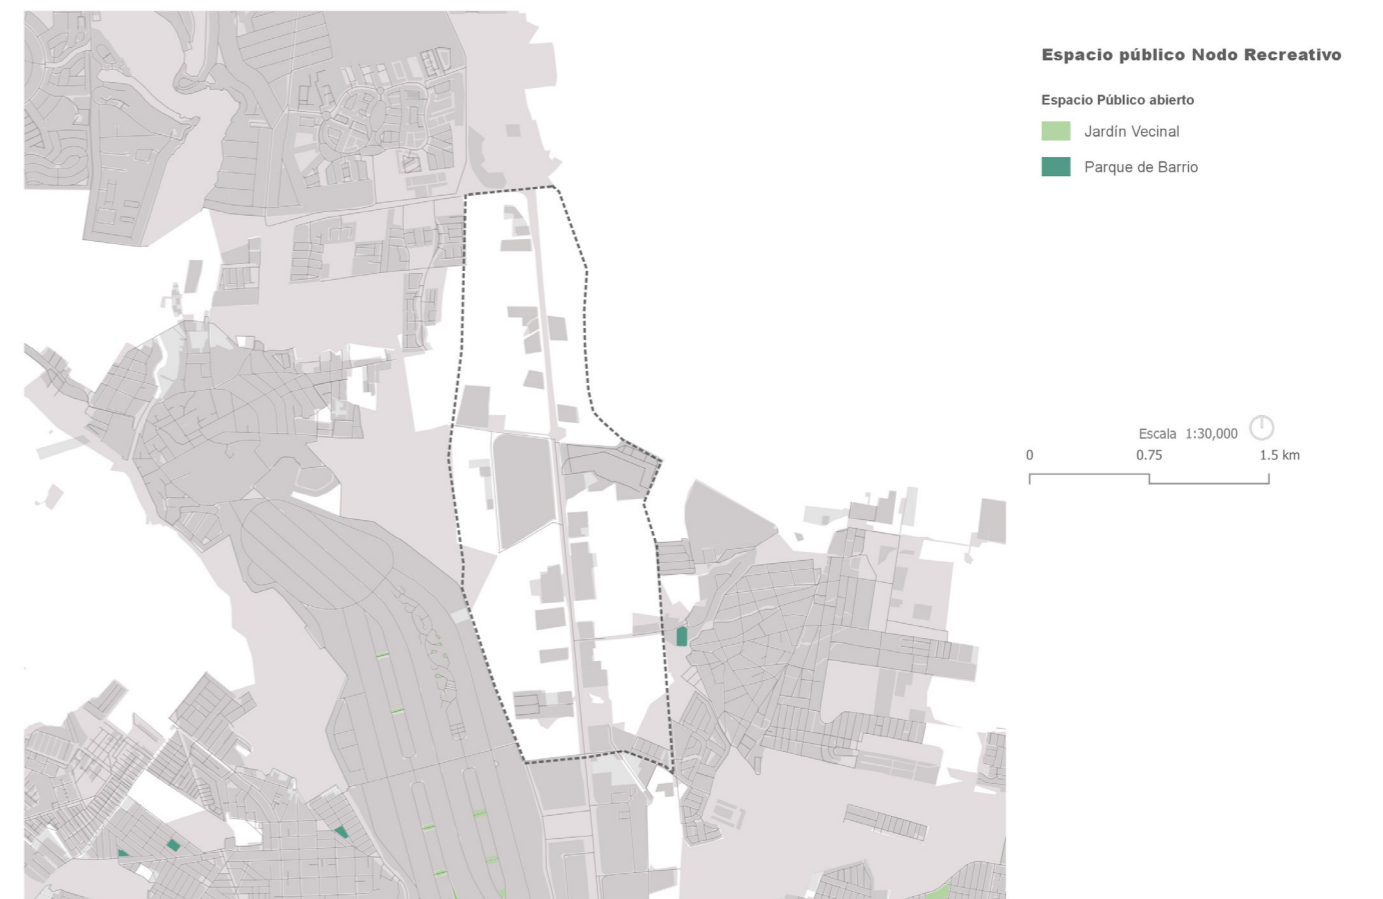 Espacio público Nodo Recreativo
Espacio Público abierto
Jardín Vecinal
Parque de Barrio
Escala 1:30,000
0 0.75 1.5 km